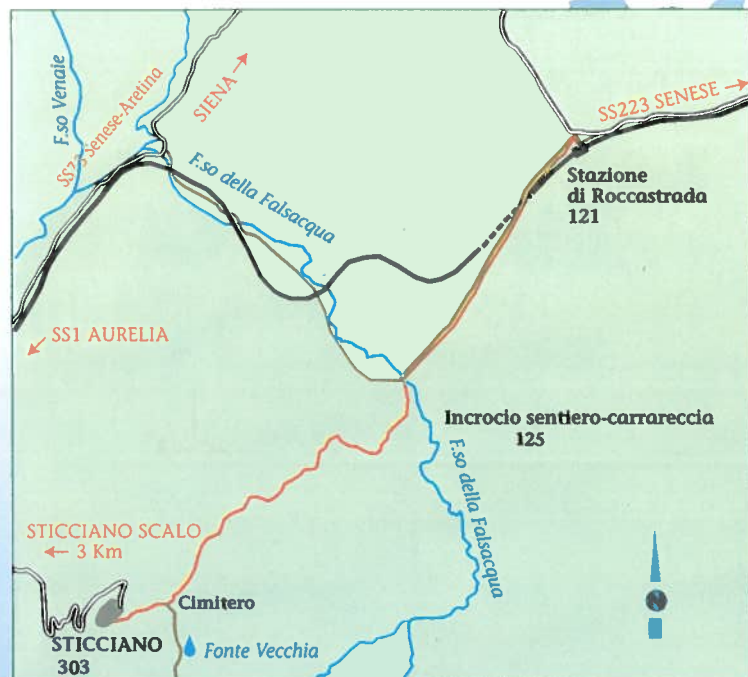 F.so Venaie
SS73 Senese-Aretina
SIENA
SS223 SENESE
F.so della Falsacqua
Stazione
di Roccastrada
121
SS1 AURELIA
Incrocio sentiero-carrareccia
125
F.so della Falsacqua
STICCIANO SCALO
3 Km
Cimitero
STICCIANO
303
Fonte Vecchia
N